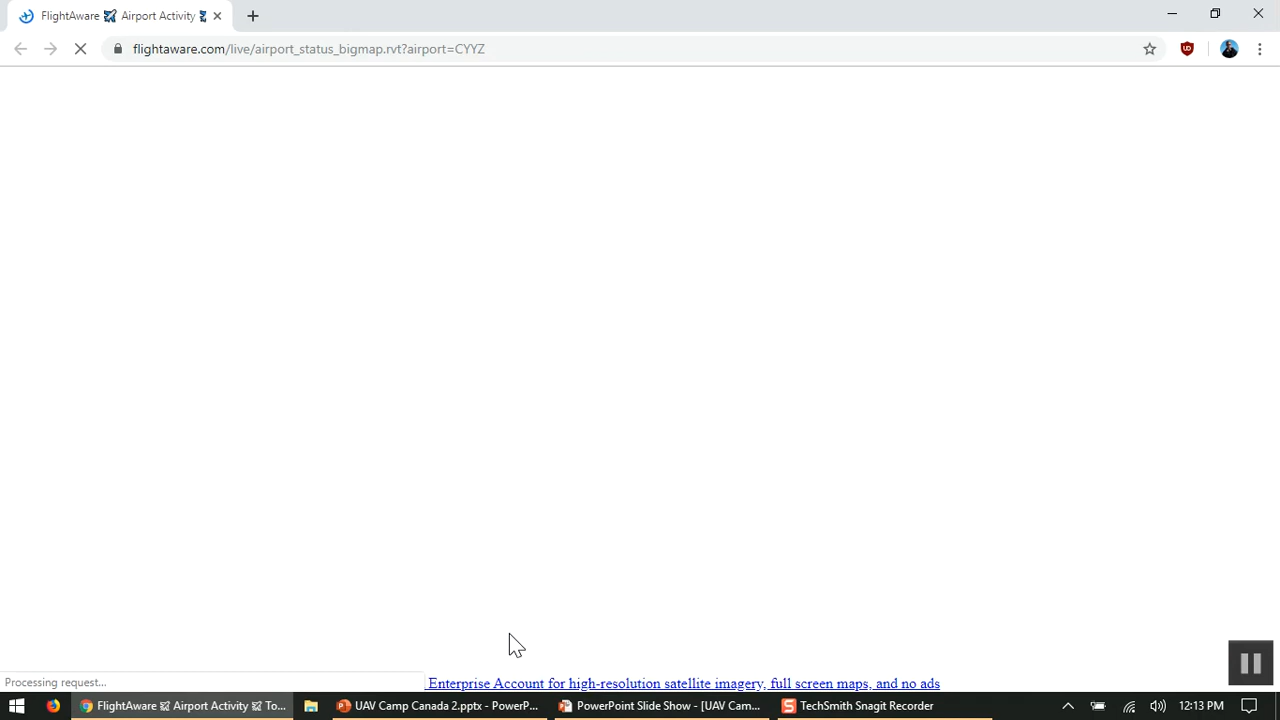 FlightAware ✈ Airport Activity
flightaware.com/live/airport_status_bigmap.rvt?airport=CYYZ
Processing request...
Enterprise Account for high-resolution satellite imagery, full screen maps, and no ads
FlightAware ✈ Airport Activity ✈ To...
UAV Camp Canada 2.pptx - PowerP...
PowerPoint Slide Show - [UAV Cam...
TechSmith Snagit Recorder
12:13 PM